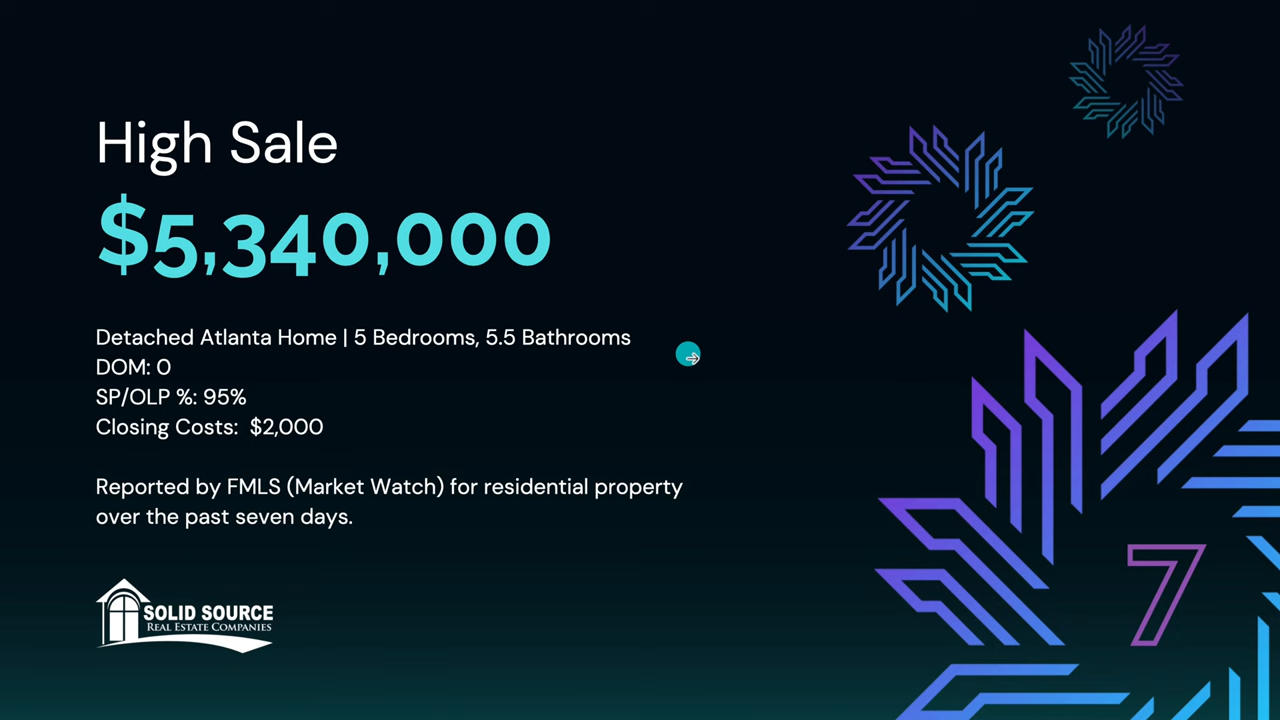 High Sale
$5,340,000
Detached Atlanta Home | 5 Bedrooms, 5.5 Bathrooms
DOM: 0
SP/OLP %: 95%
Closing Costs:  $2,000
Reported by FMLS (Market Watch) for residential property
over the past seven days.
7
SOLID SOURCE
REAL ESTATE COMPANIES